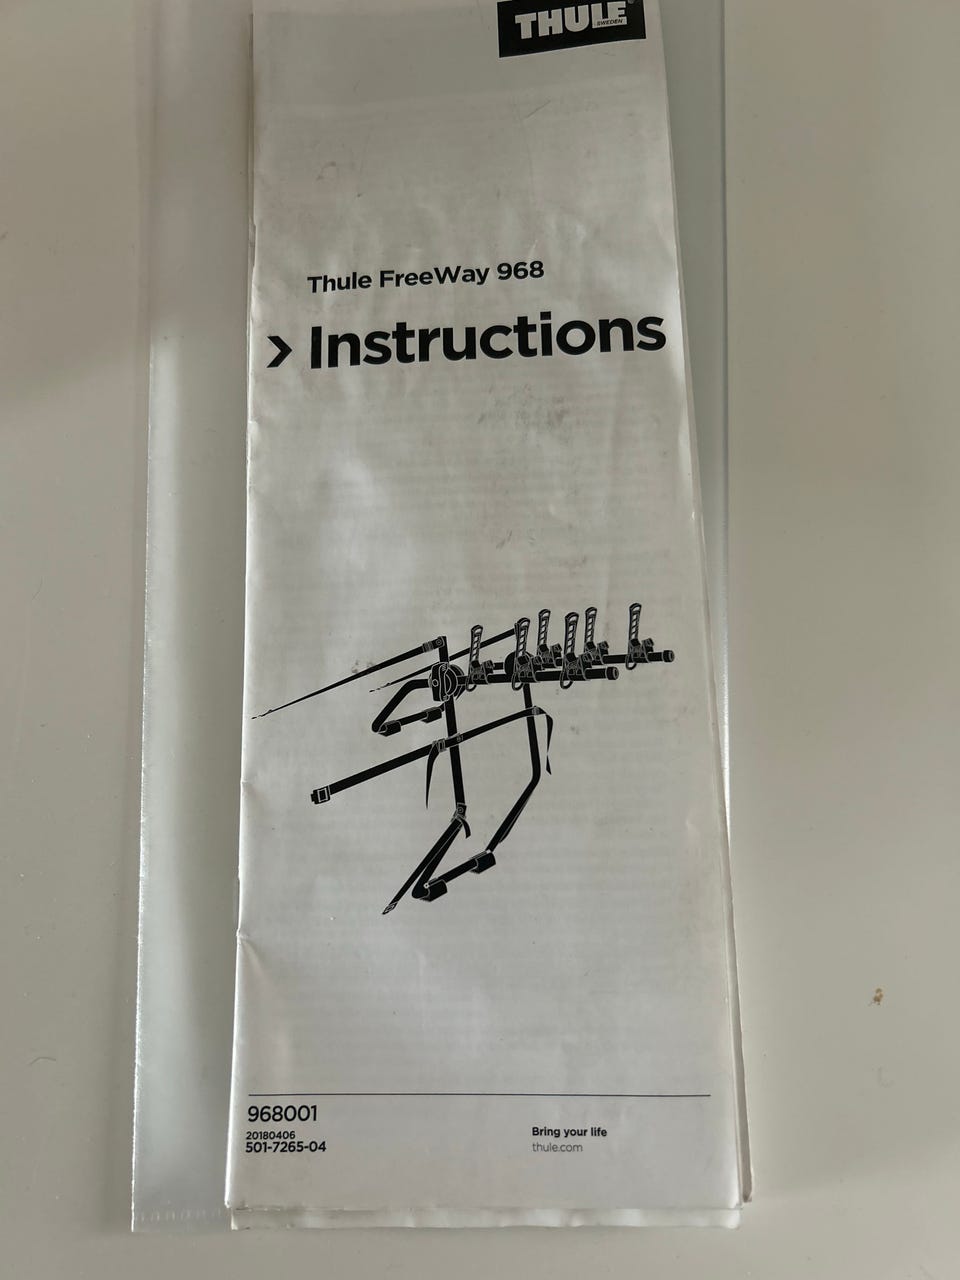 THULE
SWEDEN
Thule FreeWay 968
› Instructions
968001
20180406
501-7265-04
Bring your life
thule.com